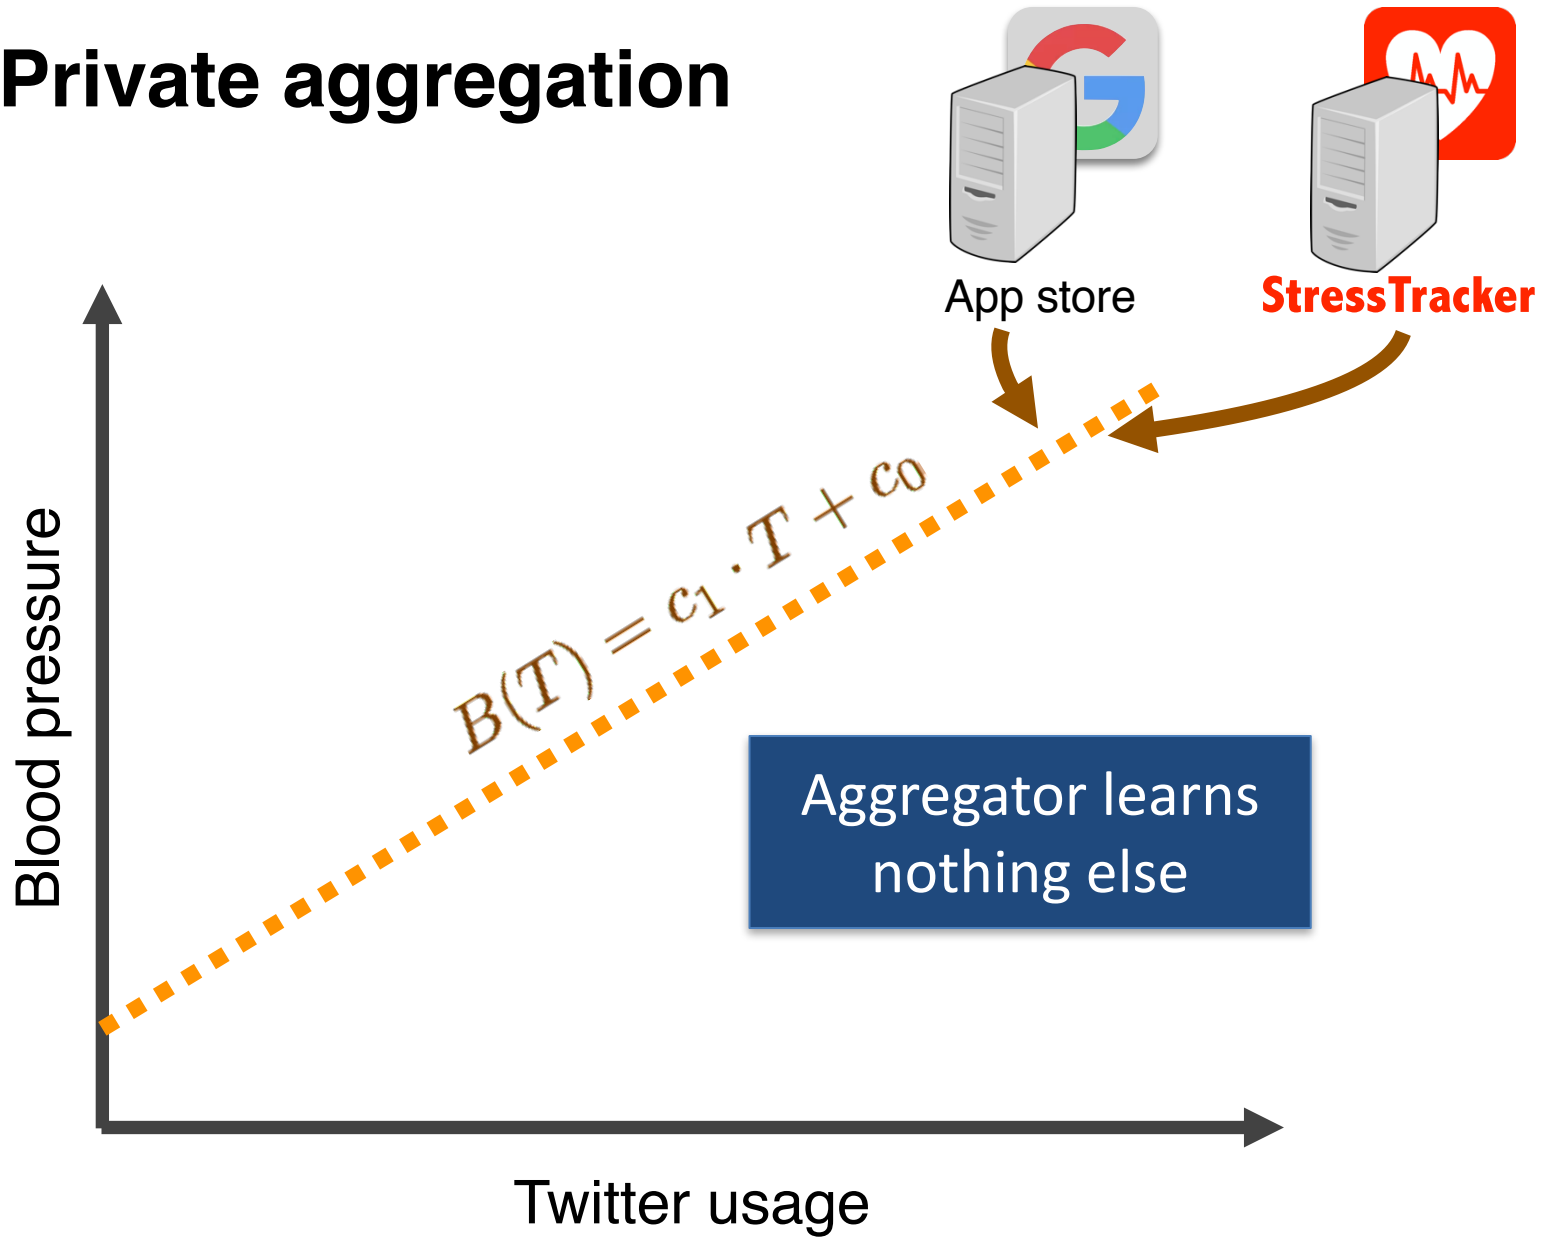 Private aggregation
App store
StressTracker
B(T) = c₁ · T + c₀
Blood pressure
Aggregator learns
nothing else
Twitter usage